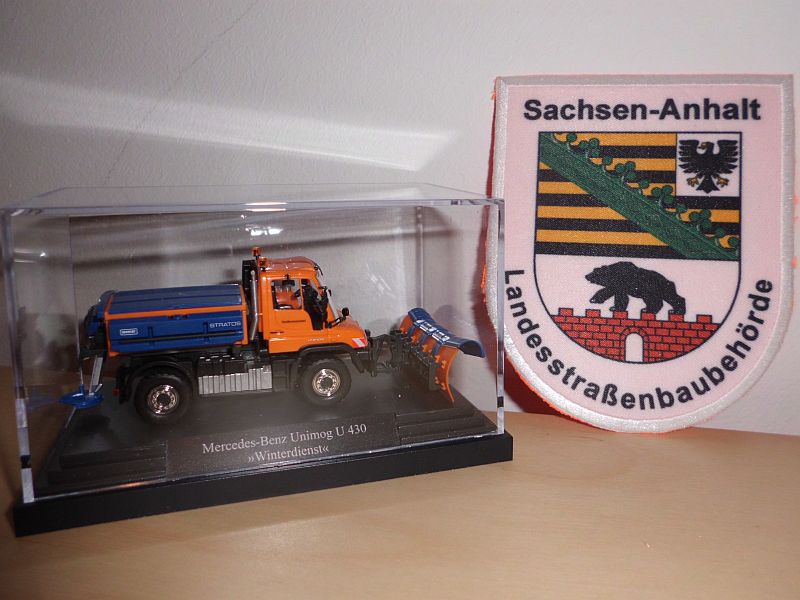 Sachsen-Anhalt
Landesstraßenbaubehörde
STRATOS
Mercedes-Benz Unimog U 430
»Winterdienst«